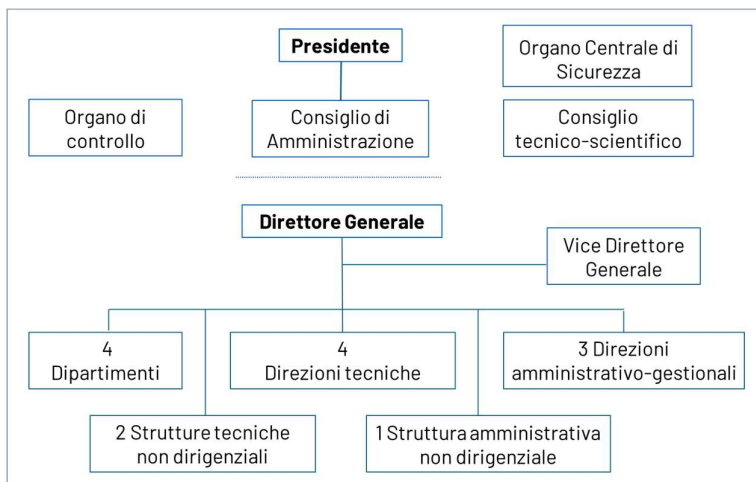 Presidente
Organo Centrale di
Sicurezza
Organo di
controllo
Consiglio di
Amministrazione
Consiglio
tecnico-scientifico
Direttore Generale
Vice Direttore
Generale
4
Dipartimenti
4
Direzioni tecniche
3 Direzioni
amministrativo-gestionali
2 Strutture tecniche
non dirigenziali
1 Struttura amministrativa
non dirigenziale